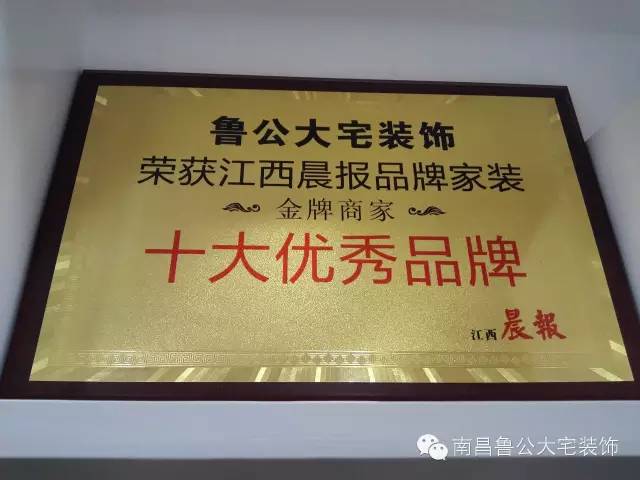 鲁公大宅装饰
荣获江西晨报品牌家装
金牌商家
十大优秀品牌
江西 晨報
南昌鲁公大宅装饰